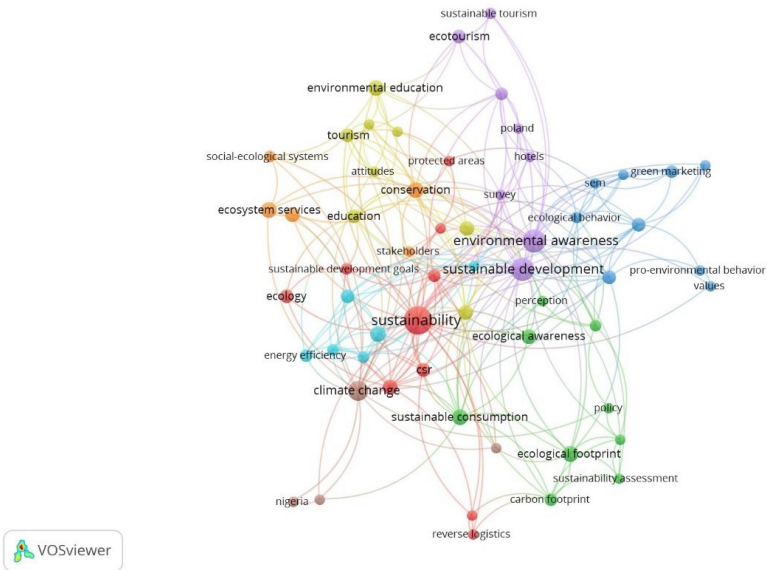 sustainable tourism
ecotourism
environmental education
poland
tourism
social-ecological systems
protected areas
hotels
attitudes
green marketing
sem
conservation
survey
ecosystem services
education
ecological behavior
environmental awareness
stakeholders
sustainable development goals
sustainable development
pro-environmental behavior
values
ecology
perception
sustainability
ecological awareness
energy efficiency
csr
climate change
sustainable consumption
policy
ecological footprint
sustainability assessment
nigeria
carbon footprint
reverse logistics
VOSviewer